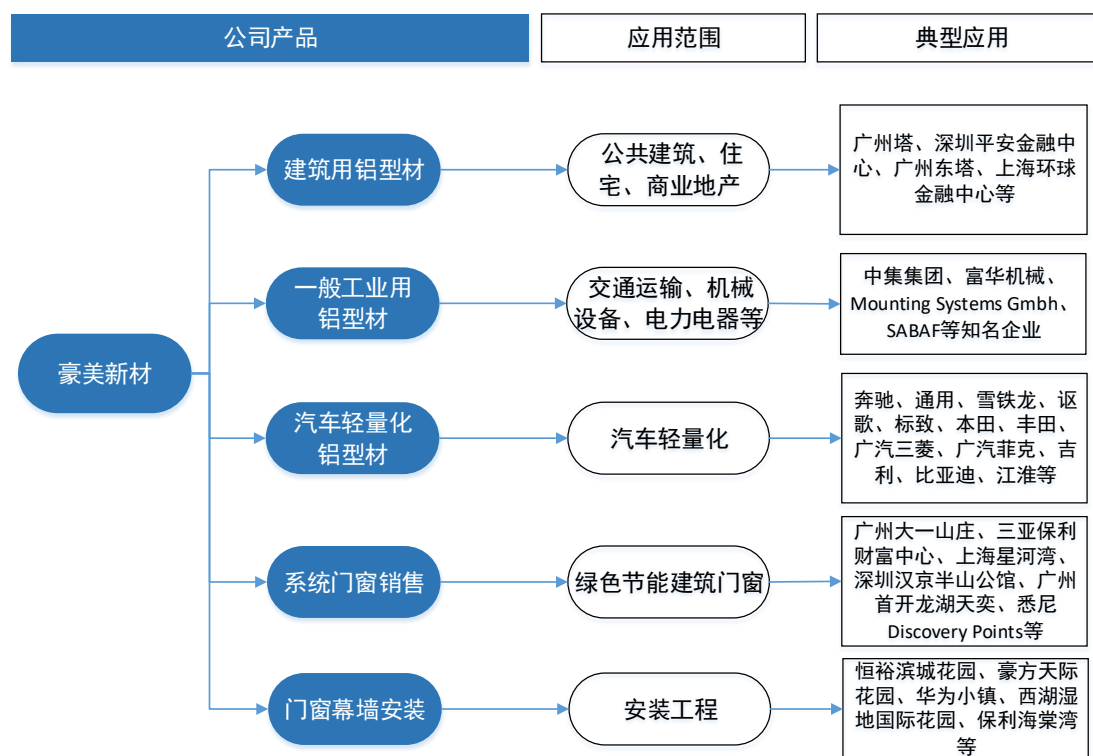 公司产品
应用范围
典型应用
豪美新材
建筑用铝型材
公共建筑、住
宅、商业地产
广州塔、深圳平安金融中
心、广州东塔、上海环球
金融中心等
一般工业用
铝型材
交通运输、机械
设备、电力电器等
中集集团、富华机械、
Mounting Systems Gmbh、
SABAF等知名企业
汽车轻量化
铝型材
汽车轻量化
奔驰、通用、雪铁龙、讴
歌、标致、本田、丰田、
广汽三菱、广汽菲克、吉
利、比亚迪、江淮等
系统门窗销售
绿色节能建筑门窗
广州大一山庄、三亚保利
财富中心、上海星河湾、
深圳汉京半山公馆、广州
首开龙湖天奕、悉尼
Discovery Points等
门窗幕墙安装
安装工程
恒裕滨城花园、豪方天际
花园、华为小镇、西湖湿
地国际花园、保利海棠湾
等